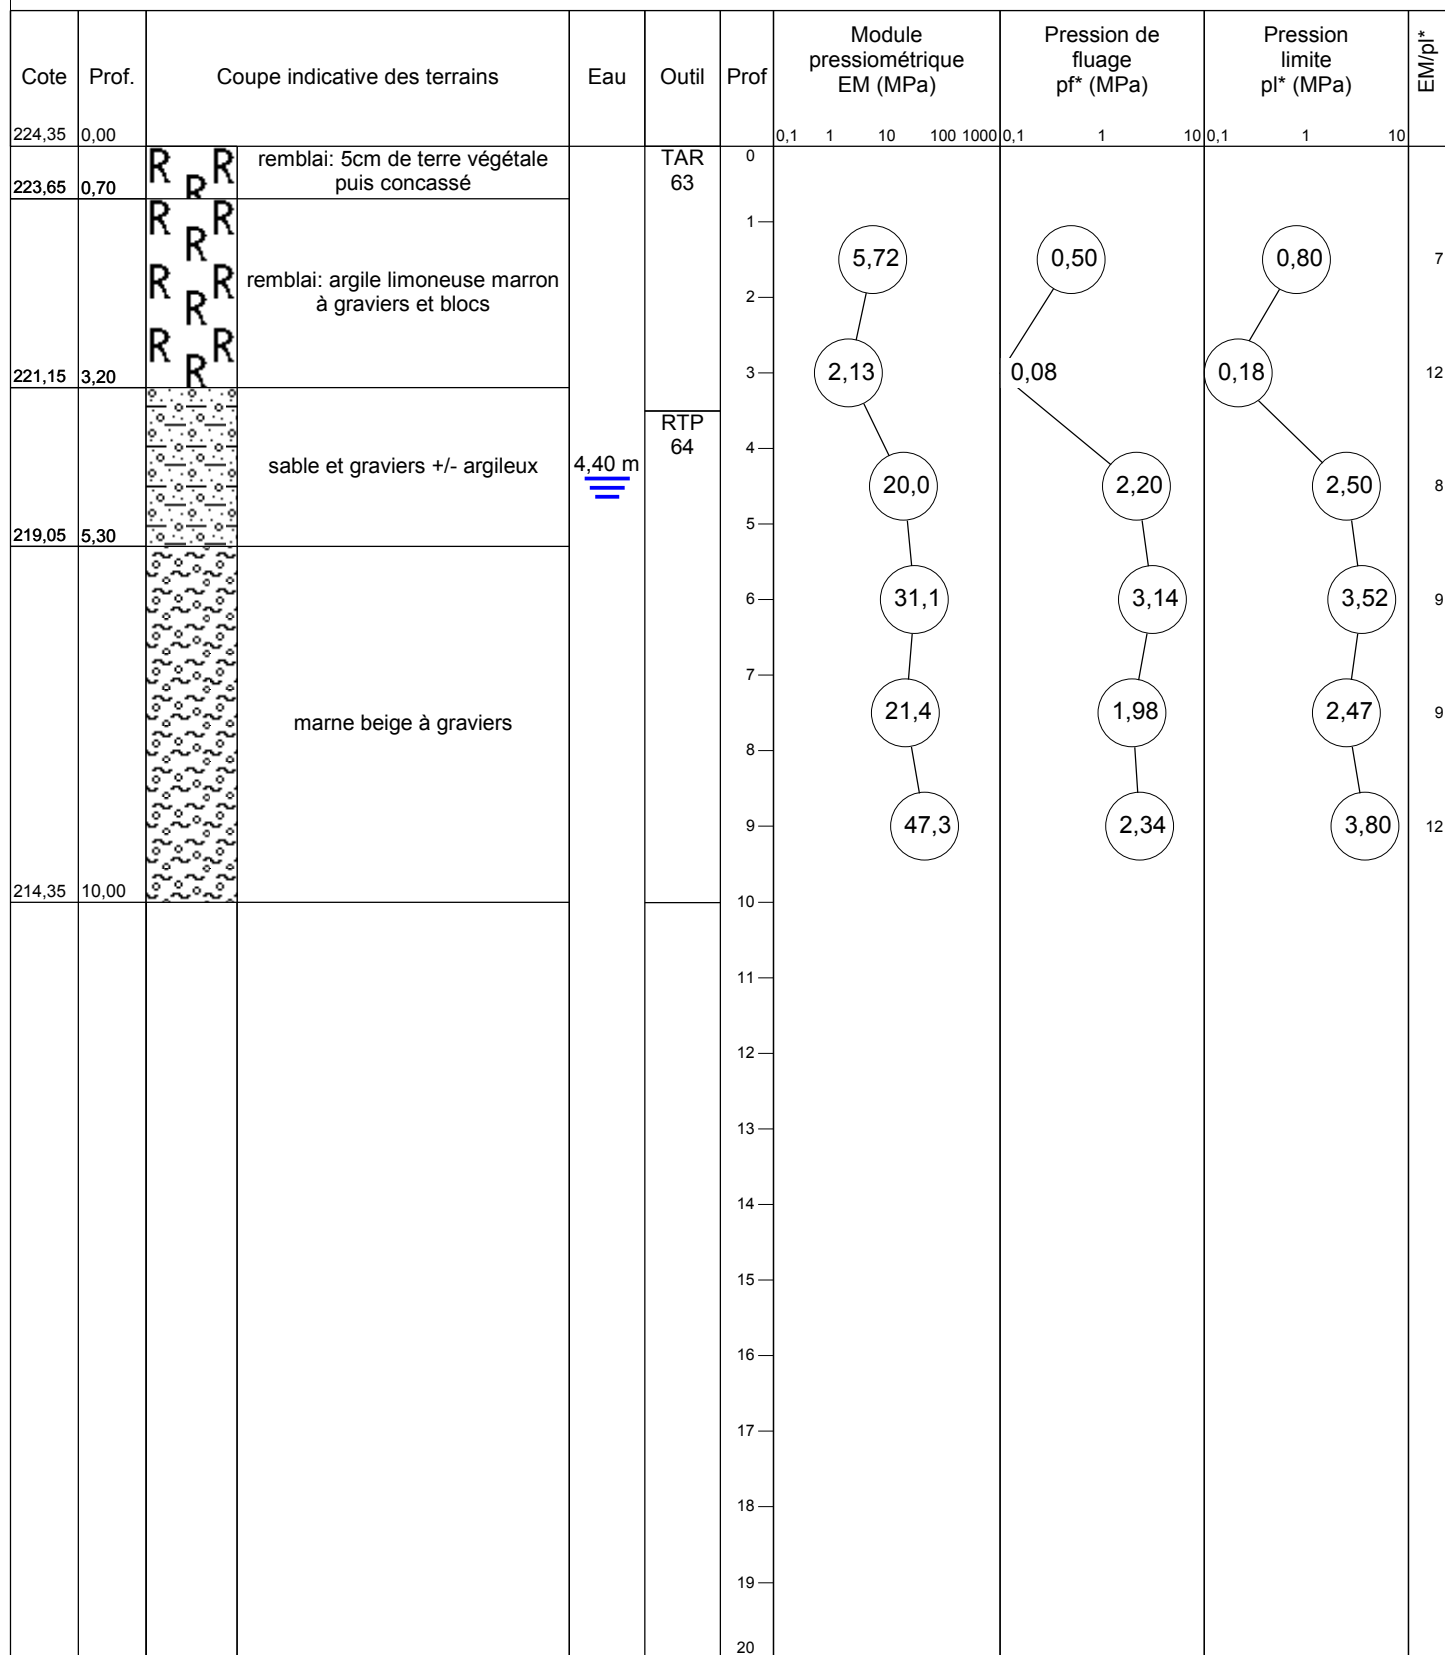 Cote
Prof.
Coupe indicative des terrains
Eau
Outil
Prof
Module
pressiométrique
EM (MPa)
Pression de
fluage
pf* (MPa)
Pression
limite
pl* (MPa)
EM/pl*
224,35 0,00
0,1 1 10 100 1000
0,1 1 10
0,1 1 10
R R R
remblai: 5cm de terre végétale
puis concassé
223,65 0,70
TAR
63
0
R R R
R R R
R R R
remblai: argile limoneuse marron
à graviers et blocs
1
5,72 0,50 0,80 7
2
221,15 3,20
3
2,13 0,08 0,18 12
RTP
64
4
sable et graviers +/- argileux
4,40 m
20,0 2,20 2,50 8
5
219,05 5,30
6
31,1 3,14 3,52 9
7
marne beige à graviers
21,4 1,98 2,47 9
8
9
47,3 2,34 3,80 12
214,35 10,00
10
11
12
13
14
15
16
17
18
19
20